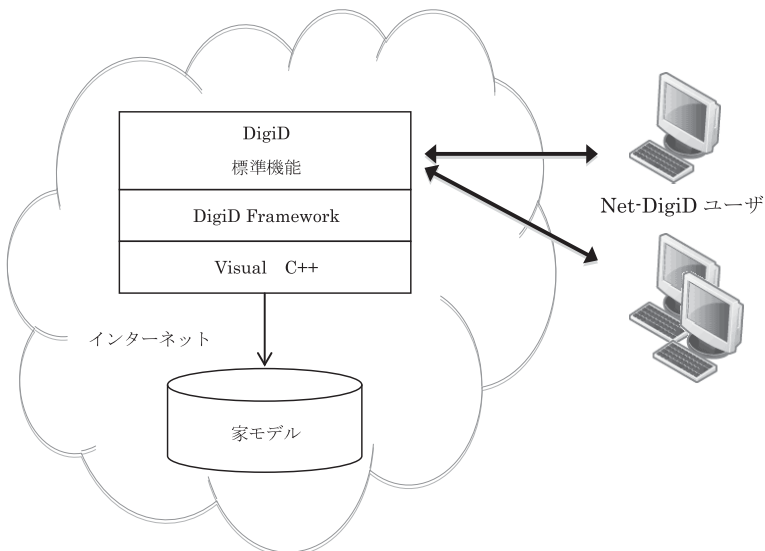 DigiD
標準機能
DigiD Framework
Visual C++
Net-DigiD ユーザ
インターネット
家モデル